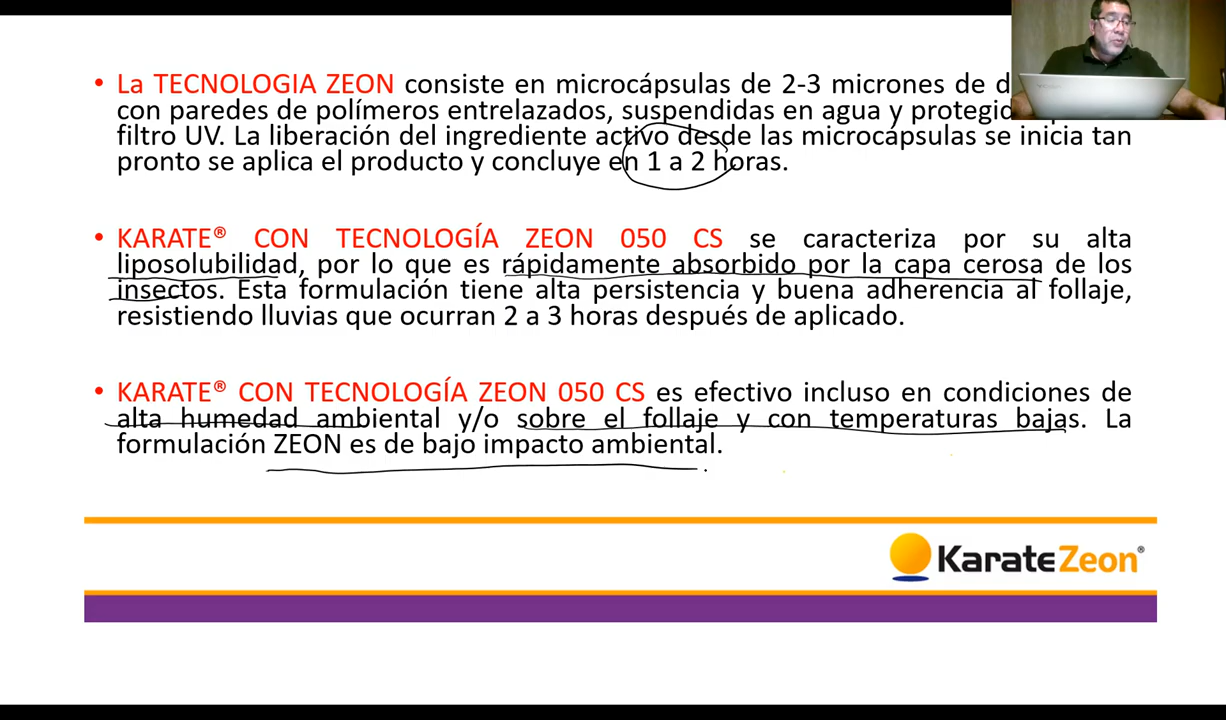 • La TECNOLOGIA ZEON consiste en microcápsulas de 2-3 micrones de
con paredes de polímeros entrelazados, suspendidas en agua y
filtro UV. La liberación del ingrediente activo desde las microcápsulas se inicia tan
pronto se aplica el producto y concluye en 1 a 2 horas.
• KARATE® CON TECNOLOGÍA ZEON 050 CS se caracteriza por su alta
liposolubilidad, por lo que es rápidamente absorbido por la capa cerosa de los
insectos. Esta formulación tiene alta persistencia y buena adherencia al follaje,
resistiendo lluvias que ocurran 2 a 3 horas después de aplicado.
• KARATE® CON TECNOLOGÍA ZEON 050 CS es efectivo incluso en condiciones de
alta humedad ambiental y/o sobre el follaje y con temperaturas bajas. La
formulación ZEON es de bajo impacto ambiental.
Karate Zeon®